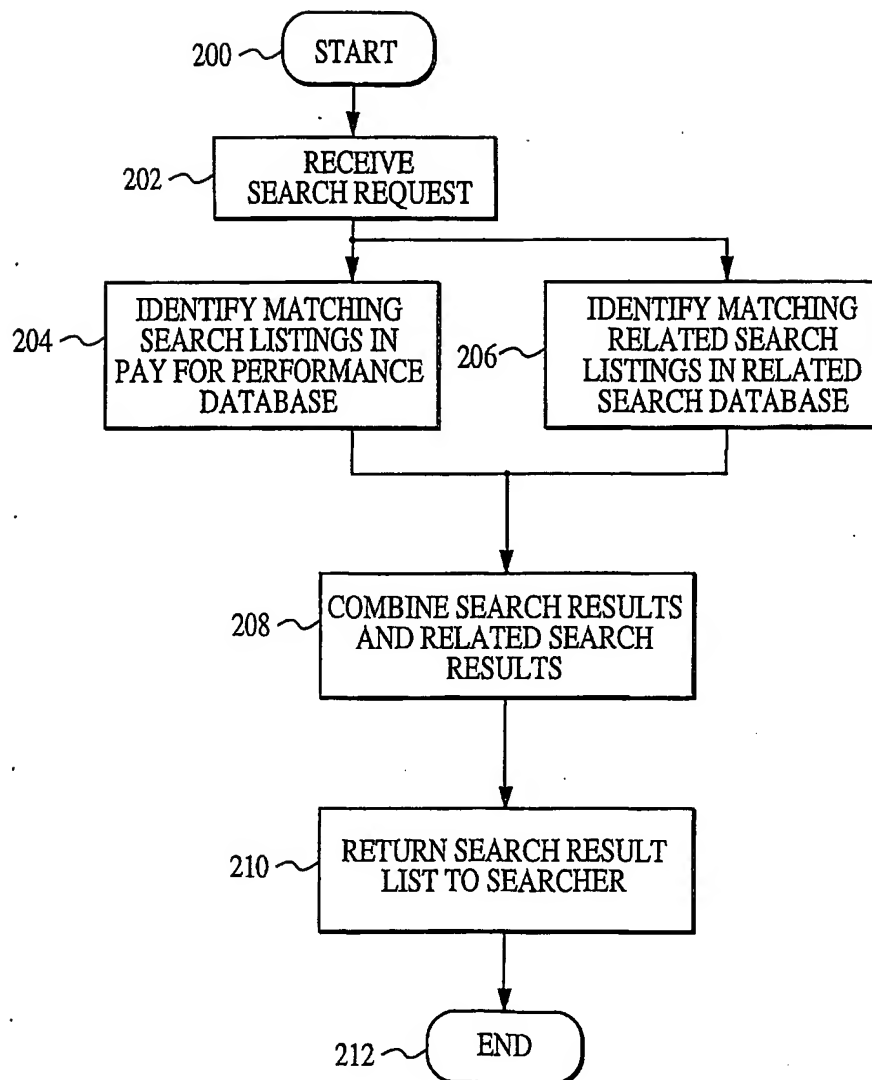 200
START
202
RECEIVE
SEARCH REQUEST
204
IDENTIFY MATCHING
SEARCH LISTINGS IN
PAY FOR PERFORMANCE
DATABASE
206
IDENTIFY MATCHING
RELATED SEARCH
LISTINGS IN RELATED
SEARCH DATABASE
208
COMBINE SEARCH RESULTS
AND RELATED SEARCH
RESULTS
210
RETURN SEARCH RESULT
LIST TO SEARCHER
212
END